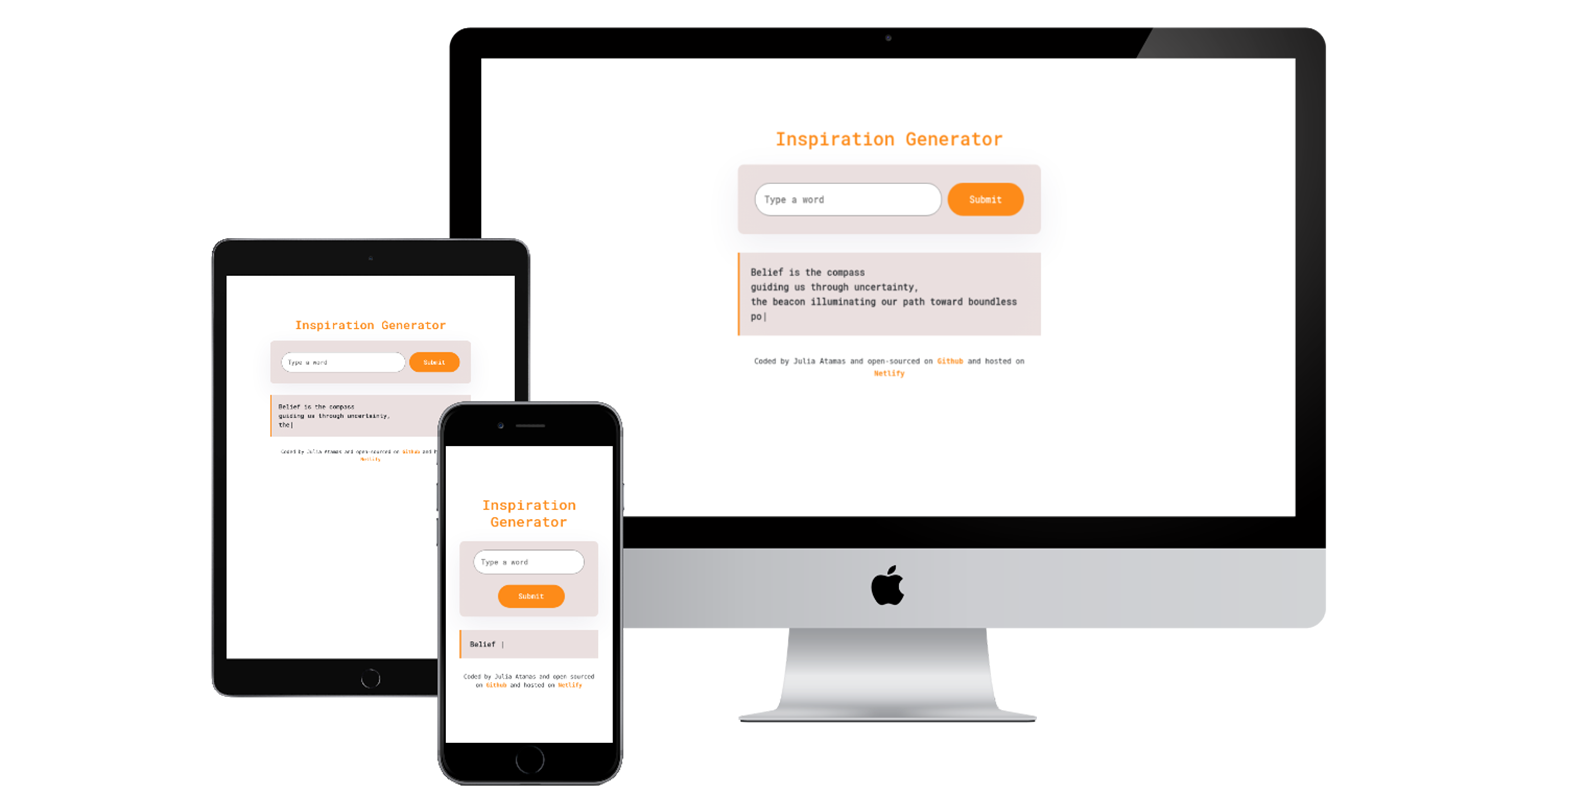 Inspiration Generator
Type a word
Submit
Belief is the compass
guiding us through uncertainty,
the beacon illuminating our path toward boundless
po|
Coded by Julia Atamas and open-sourced on Github and hosted on
Netlify
Inspiration Generator
Type a word
Submit
Belief is the compass
guiding us through uncertainty,
the|
Coded by Julia Atamas and open-sourced on Github and
Netlify
Inspiration
Generator
Type a word
Submit
Belief |
Coded by Julia Atamas and open sourced
on Github and hosted on Netlify